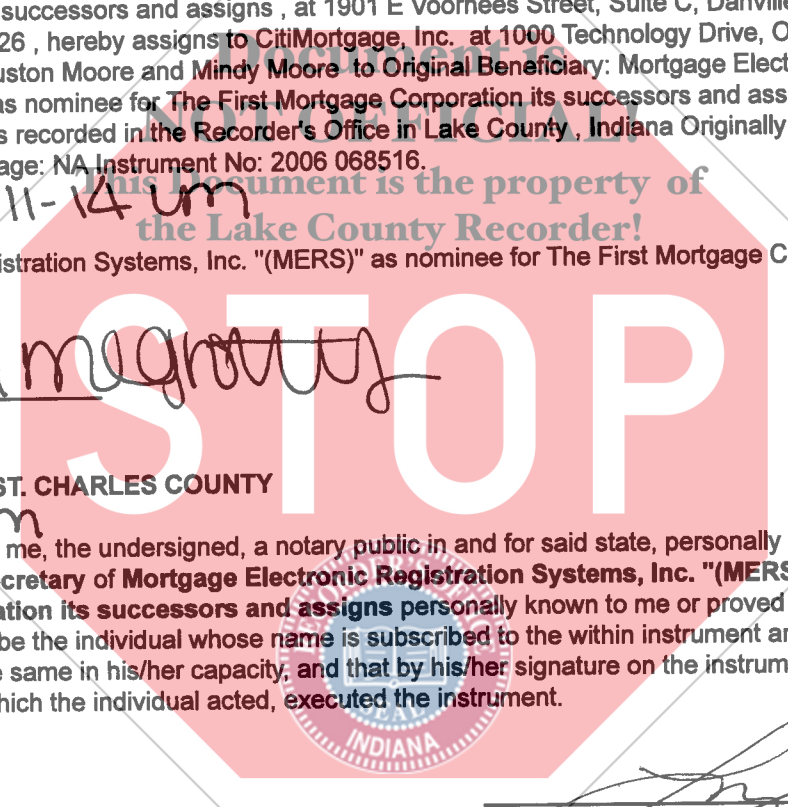 successors and assigns , at 1901 E Voorhees Street, Suite C, Danville
26 , hereby assigns to CitiMortgage, Inc. at 1000 Technology Drive, O
uston Moore and Mindy Moore to Original Beneficiary: Mortgage Elect
as nominee for The First Mortgage Corporation its successors and ass
s recorded in the Recorder's Office in Lake County , Indiana Originally
age: NA Instrument No: 2006 068516.
Document is
NOT OFFICIAL!
This Document is the property of
the Lake County Recorder!
11-14
istration Systems, Inc. "(MERS)" as nominee for The First Mortgage C
STOP
ST. CHARLES COUNTY
me, the undersigned, a notary public in and for said state, personally
cretary of Mortgage Electronic Registration Systems, Inc. "(MERS
ation its successors and assigns personally known to me or proved
be the individual whose name is subscribed to the within instrument an
e same in his/her capacity, and that by his/her signature on the instrum
hich the individual acted, executed the instrument.
RECORDER'S OFFICE
SEAL
INDIANA